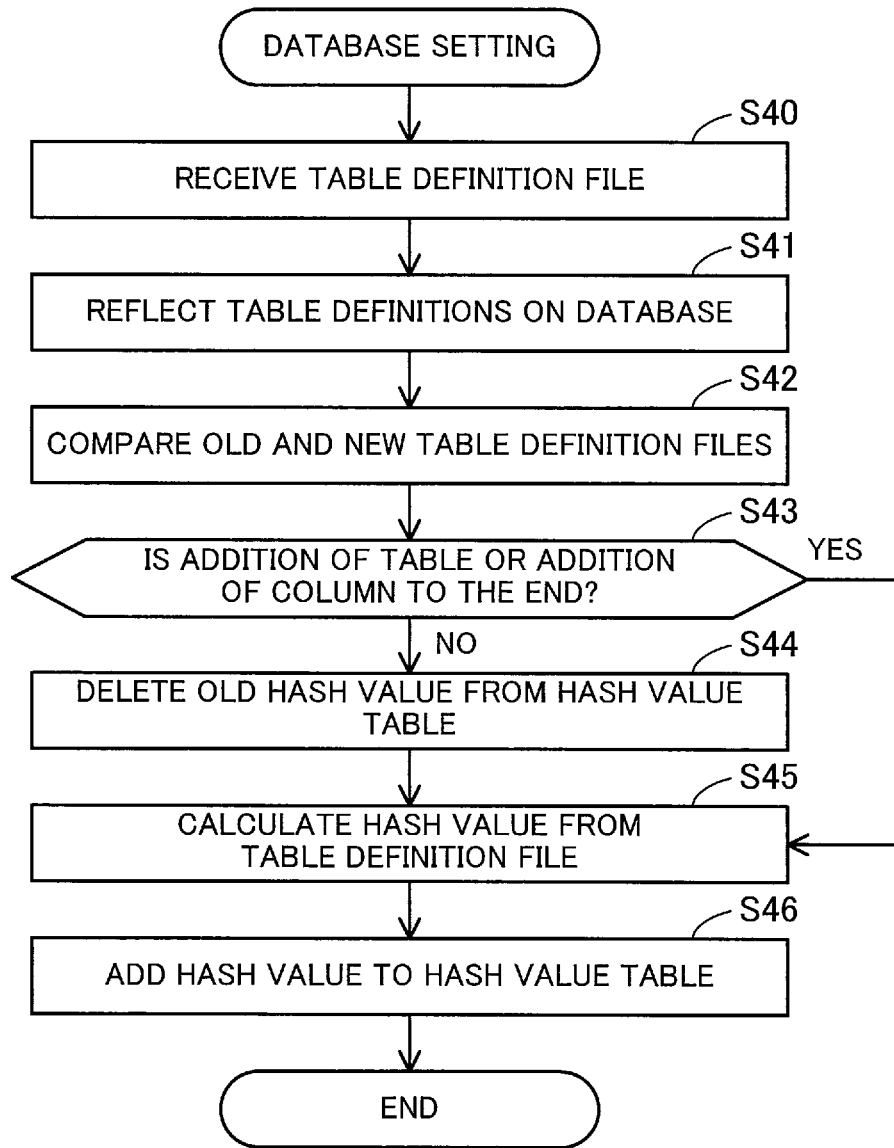 DATABASE SETTING
S40
RECEIVE TABLE DEFINITION FILE
S41
REFLECT TABLE DEFINITIONS ON DATABASE
S42
COMPARE OLD AND NEW TABLE DEFINITION FILES
S43
IS ADDITION OF TABLE OR ADDITION
OF COLUMN TO THE END?
YES
NO
S44
DELETE OLD HASH VALUE FROM HASH VALUE
TABLE
S45
CALCULATE HASH VALUE FROM
TABLE DEFINITION FILE
S46
ADD HASH VALUE TO HASH VALUE TABLE
END